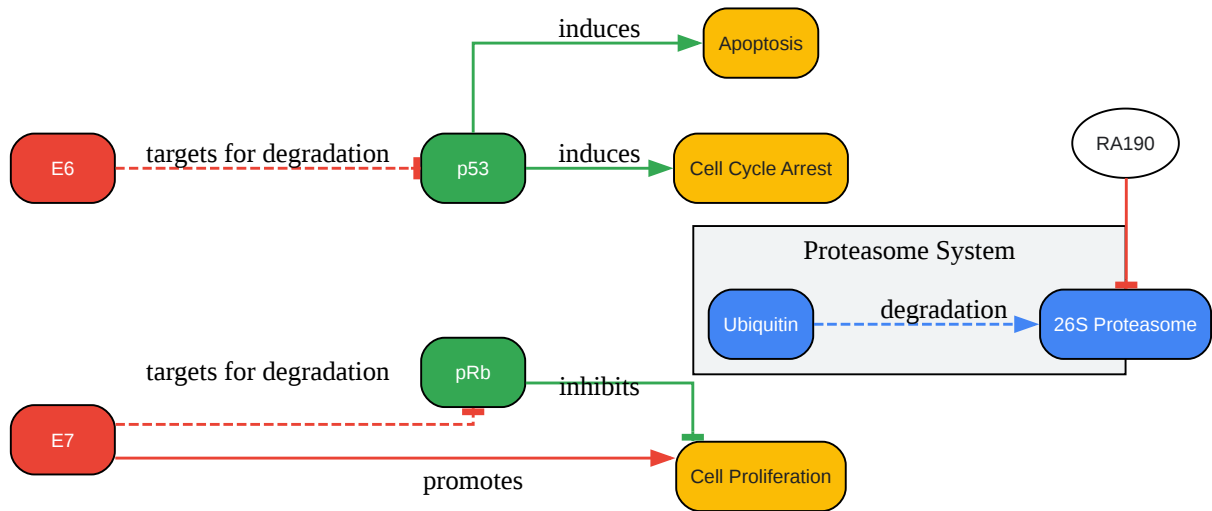 induces
Apoptosis
E6
targets for degradation
p53
induces
Cell Cycle Arrest
RA190
Proteasome System
Ubiquitin
degradation
26S Proteasome
targets for degradation
pRb
inhibits
E7
promotes
Cell Proliferation